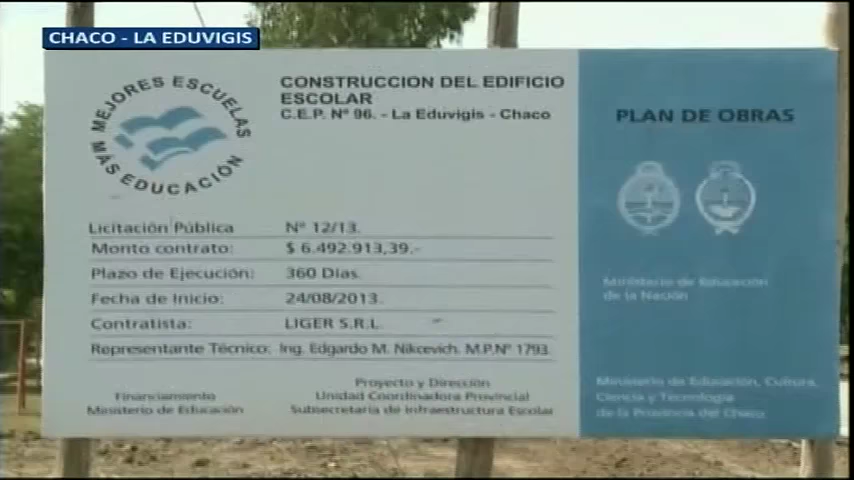 CHACO - LA EDUVIGIS
MEJORES ESCUELAS
MÁS EDUCACIÓN
CONSTRUCCION DEL EDIFICIO
ESCOLAR
C.E.P. Nº 96. - La Eduvigis - Chaco
Licitación Pública Nº 12/13.
Monto contrato: $ 6.492.913,39.-
Plazo de Ejecución: 360 Días.
Fecha de Inicio: 24/08/2013.
Contratista: LIGER S.R.L.
Representante Técnico: Ing. Edgardo M. Nikcevich. M.P.Nº 1793.
Financiamiento
Ministerio de Educación
Proyecto y Dirección
Unidad Coordinadora Provincial
Subsecretaría de Infraestructura Escolar
PLAN DE OBRAS
Ministerio de Educación
de la Nación
Ministerio de Educación, Cultura,
Ciencia y Tecnología
de la Provincia del Chaco